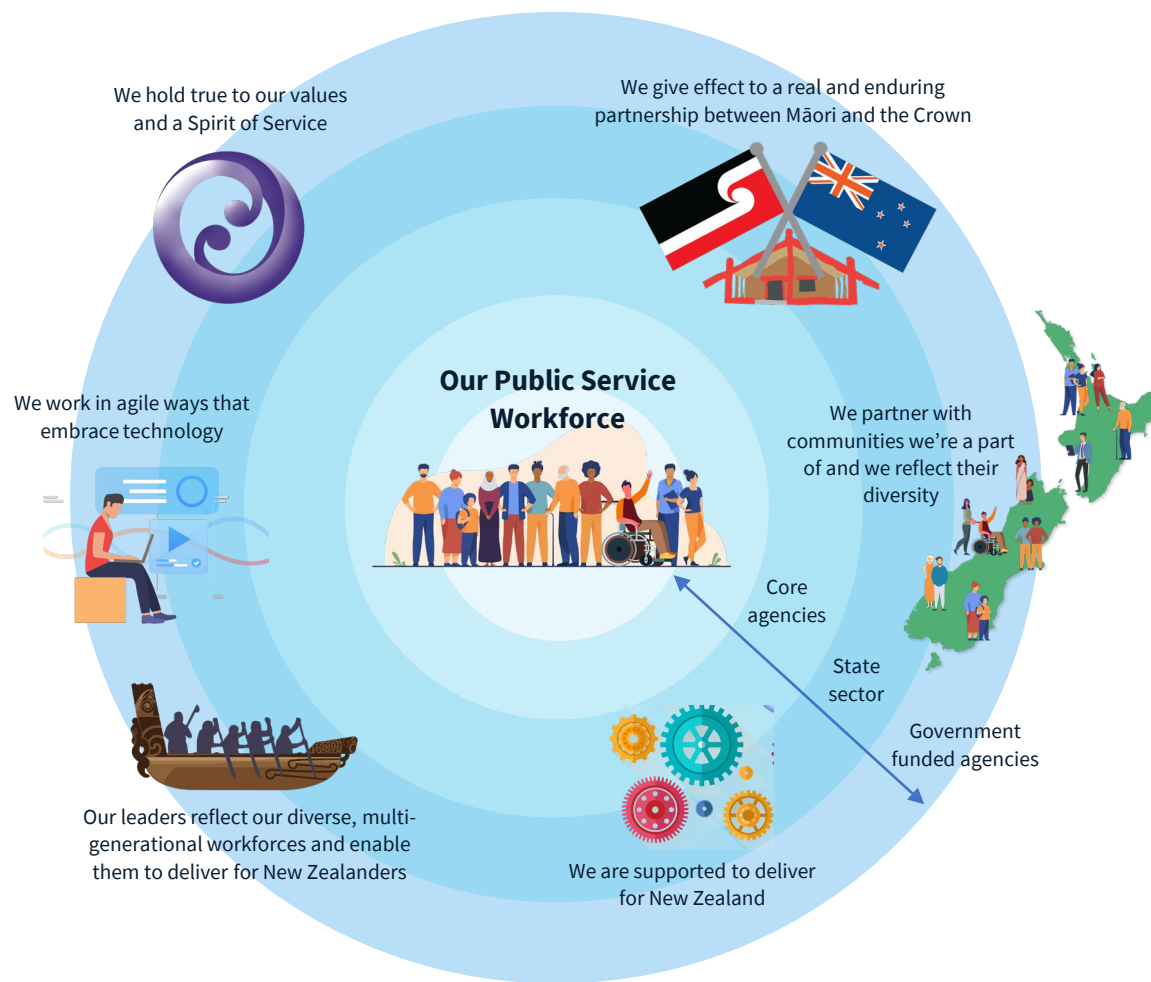 We hold true to our values
and a Spirit of Service
We give effect to a real and enduring
partnership between Māori and the Crown
Our Public Service
Workforce
We work in agile ways that
embrace technology
We partner with
communities we’re a part
of and we reflect their
diversity
Core
agencies
State
sector
Government
funded agencies
Our leaders reflect our diverse, multi-
generational workforces and enable
them to deliver for New Zealanders
We are supported to deliver
for New Zealand